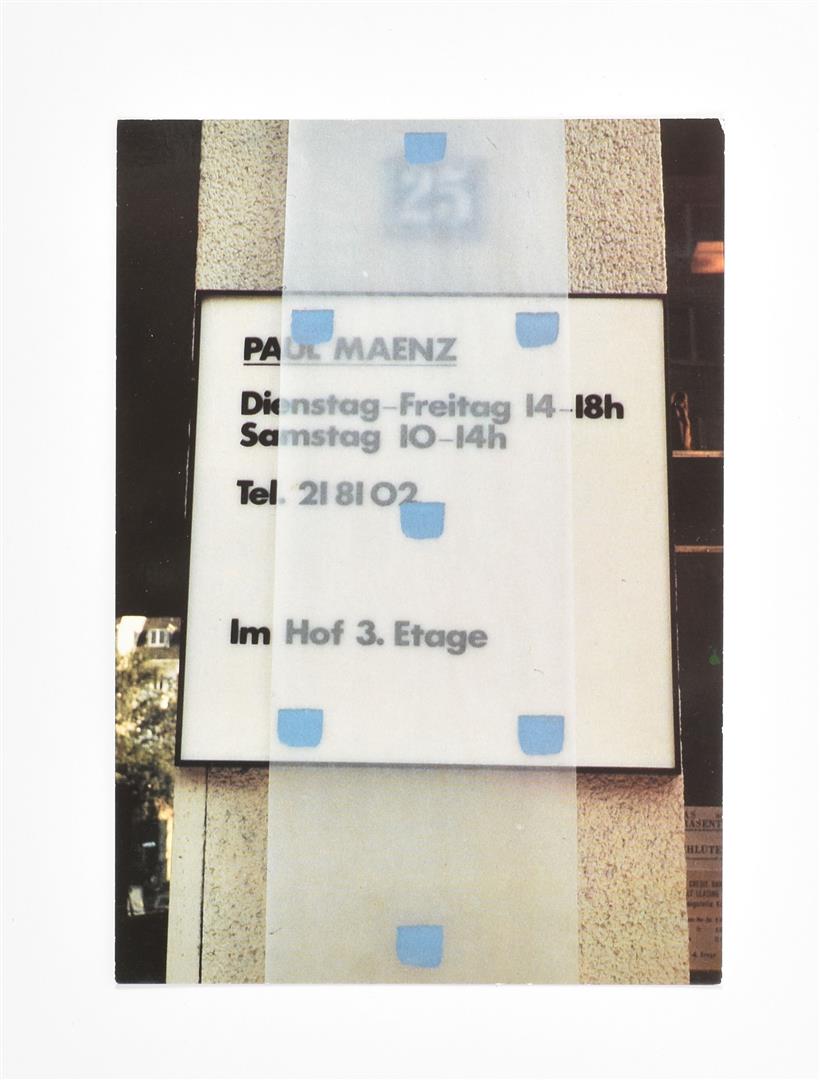 25
PAUL MAENZ
Dienstag–Freitag 14–18h
Samstag 10–14h
Tel. 21 81 02
Im Hof 3. Etage